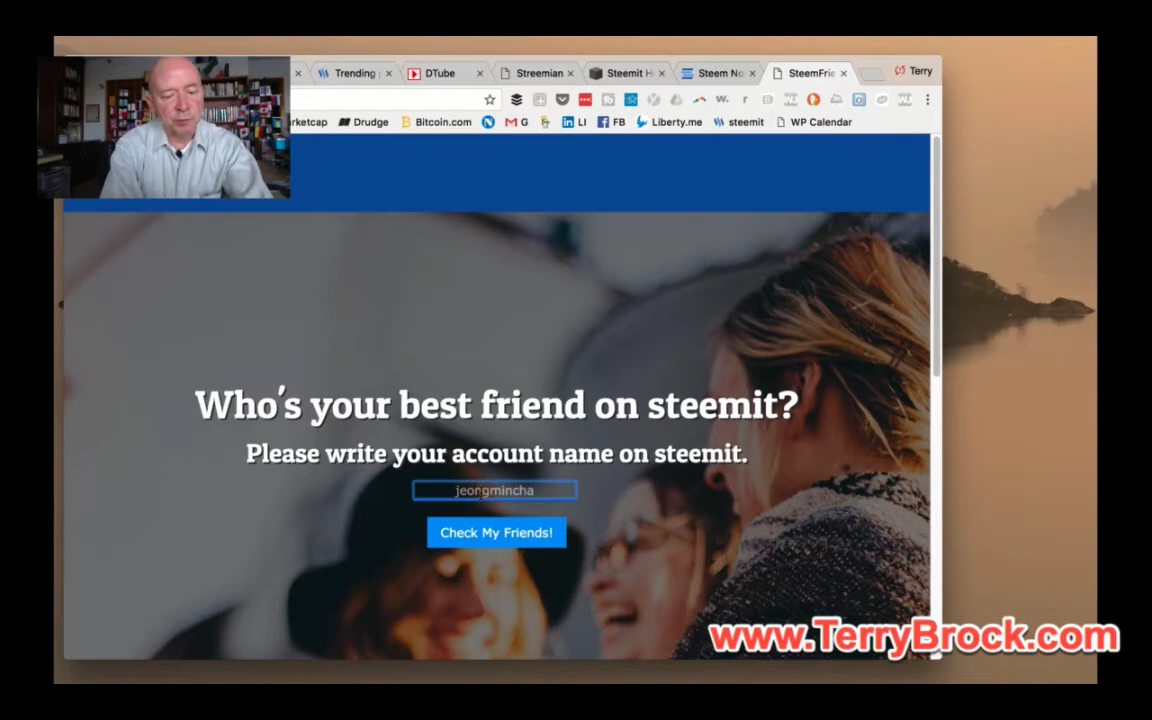 Trending
DTube
Streemian
Steemit H
Steem No
SteemFrie
Terry
rketcap
Drudge
Bitcoin.com
G
LI
FB
Liberty.me
steemit
WP Calendar
Who's your best friend on steemit?
Please write your account name on steemit.
jeongmincha
Check My Friends!
www.TerryBrock.com